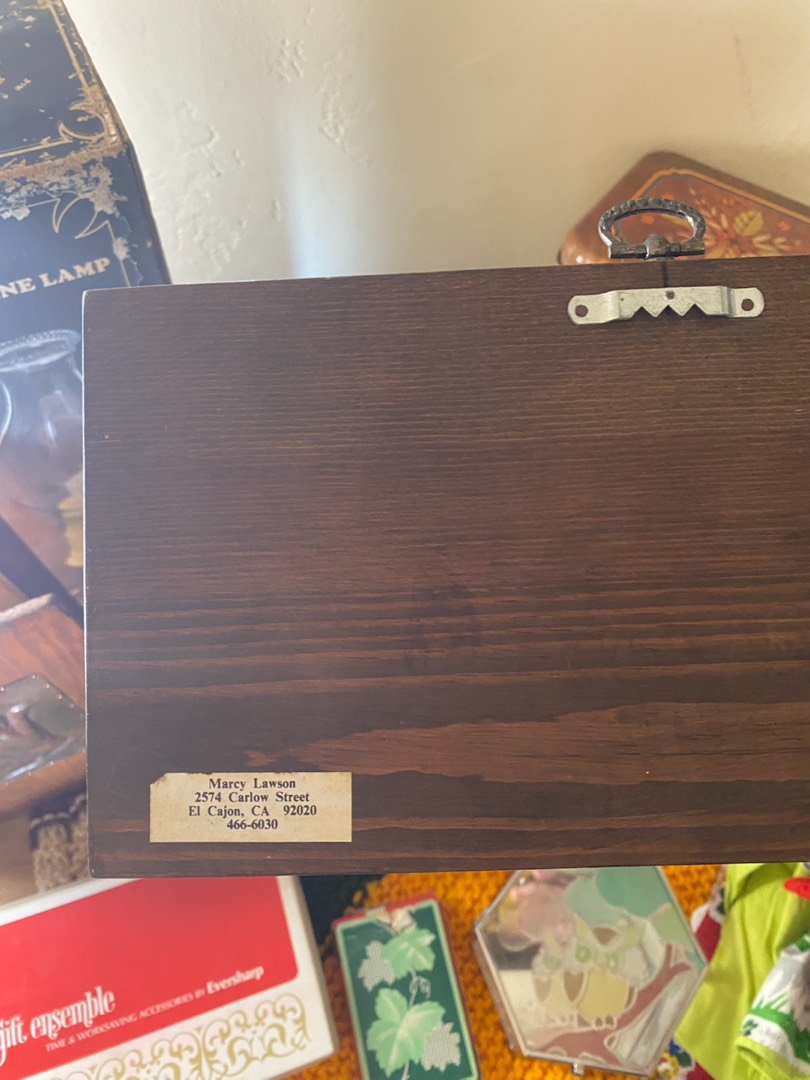 NE LAMP
Marcy Lawson
2574 Carlow Street
El Cajon, CA 92020
466-6030
gift ensemble
TIME & WORKSAVING ACCESSORIES BY Eversharp